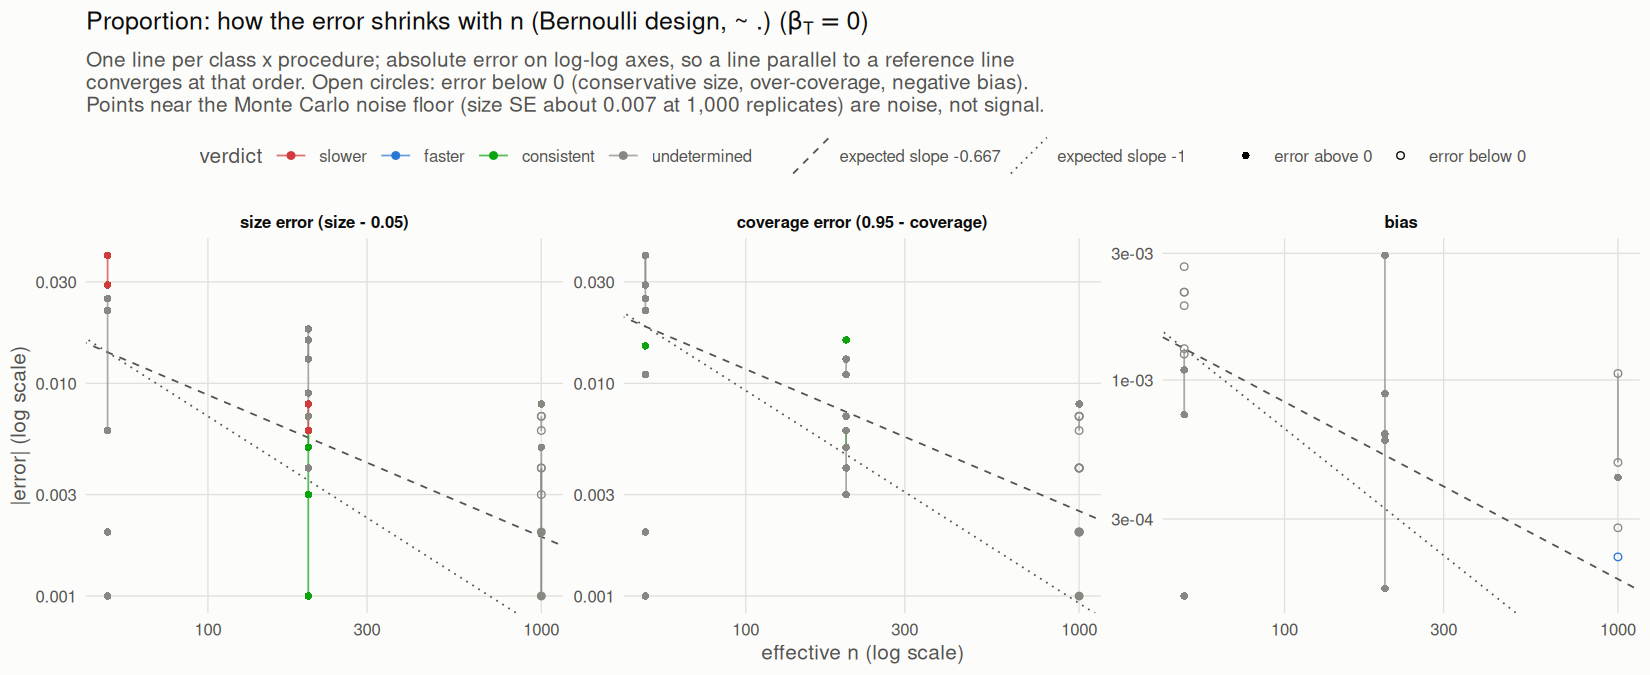 Proportion: how the error shrinks with n (Bernoulli design, ~ .) (β_T = 0)
One line per class x procedure; absolute error on log-log axes, so a line parallel to a reference line
converges at that order. Open circles: error below 0 (conservative size, over-coverage, negative bias).
Points near the Monte Carlo noise floor (size SE about 0.007 at 1,000 replicates) are noise, not signal.
verdict slower faster consistent undetermined expected slope -0.667 expected slope -1 error above 0 error below 0
size error (size - 0.05) coverage error (0.95 - coverage) bias
|error| (log scale)
0.030
0.010
0.003
0.001
100 300 1000
0.030
0.010
0.003
0.001
100 300 1000
3e-03
1e-03
3e-04
100 300 1000
effective n (log scale)